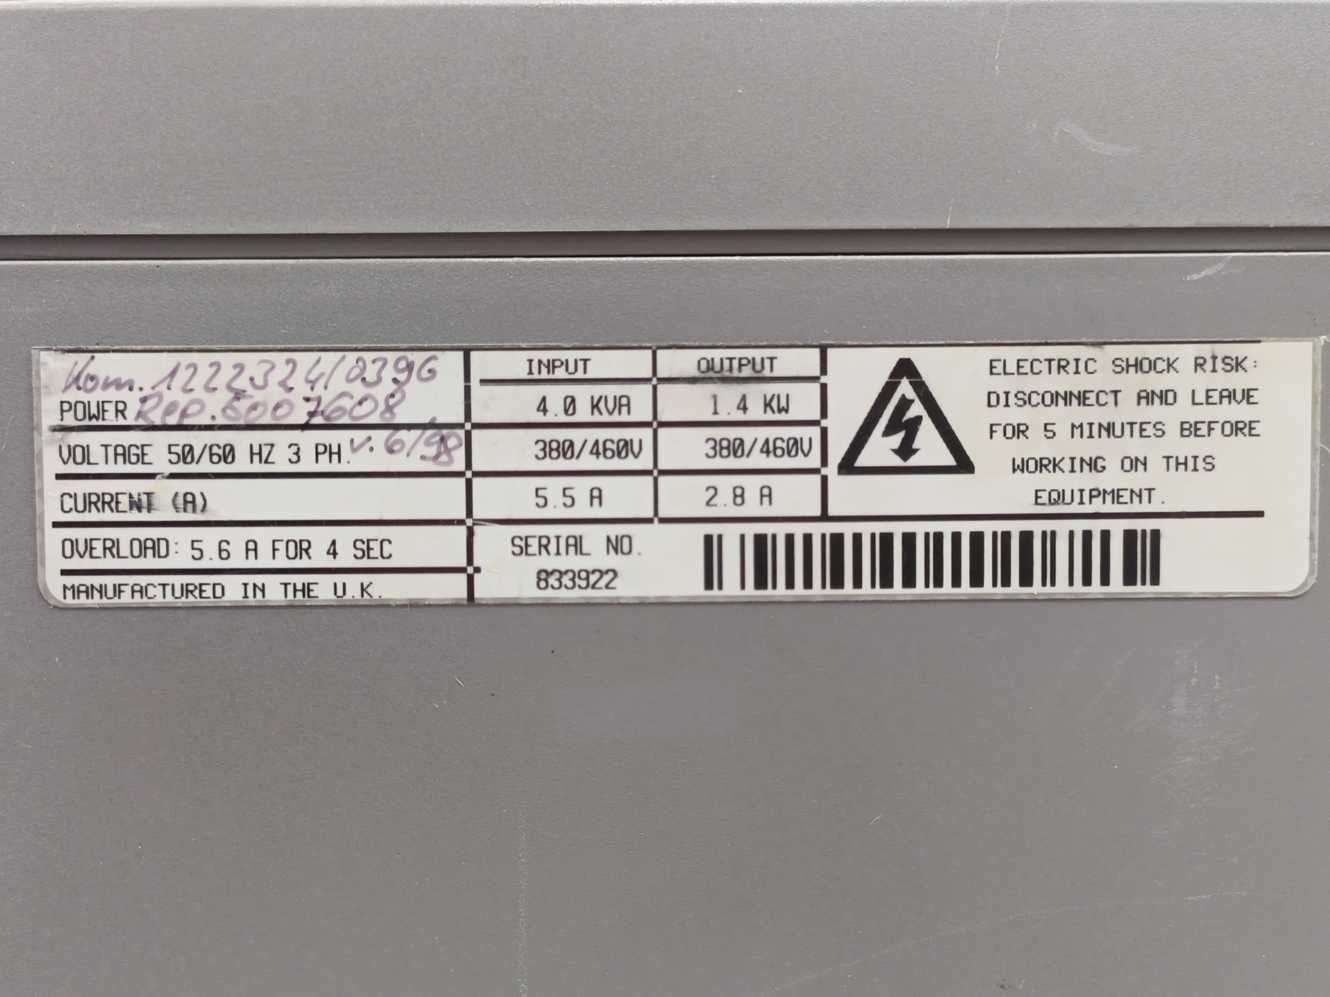 Kom. 1222324/0396
POWER Rep. 6007608
VOLTAGE 50/60 HZ 3 PH. v. 6/98
CURRENT (A)
OVERLOAD: 5.6 A FOR 4 SEC
MANUFACTURED IN THE U.K.
INPUT OUTPUT
4.0 KVA 1.4 KW
380/460V 380/460V
5.5 A 2.8 A
SERIAL NO.
833922
ELECTRIC SHOCK RISK:
DISCONNECT AND LEAVE
FOR 5 MINUTES BEFORE
WORKING ON THIS
EQUIPMENT.